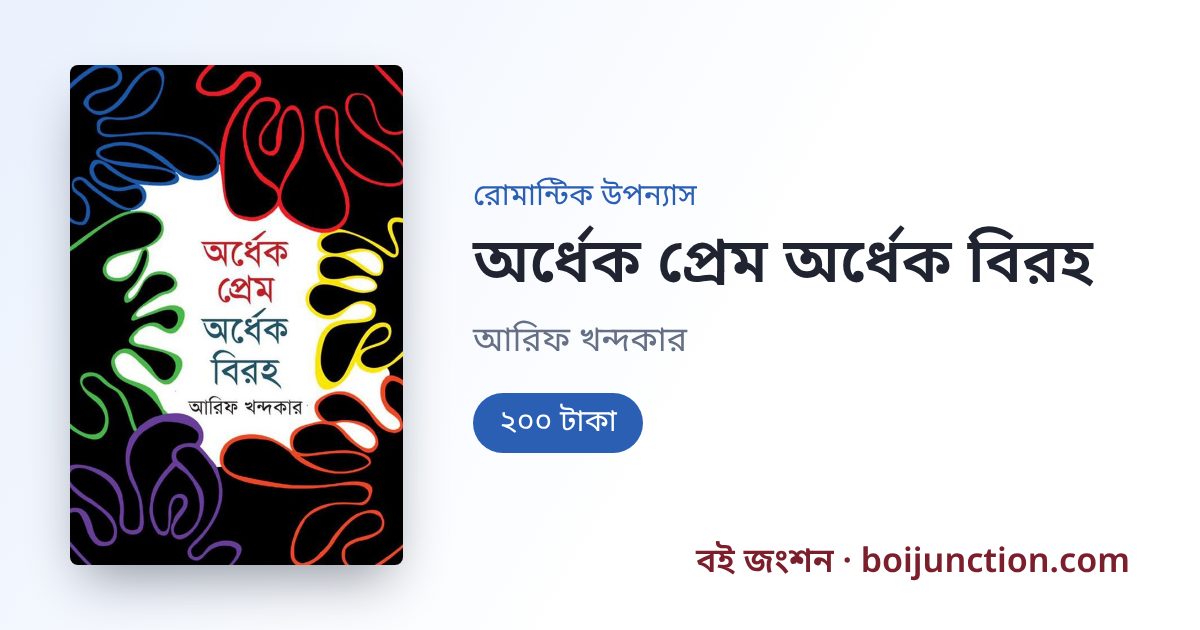 অর্ধেক
প্রেম
অর্ধেক
বিরহ
আরিফ খন্দকার
রোমান্টিক উপন্যাস
অর্ধেক প্রেম অর্ধেক বিরহ
আরিফ খন্দকার
২০০ টাকা
বই জংশন · boijunction.com